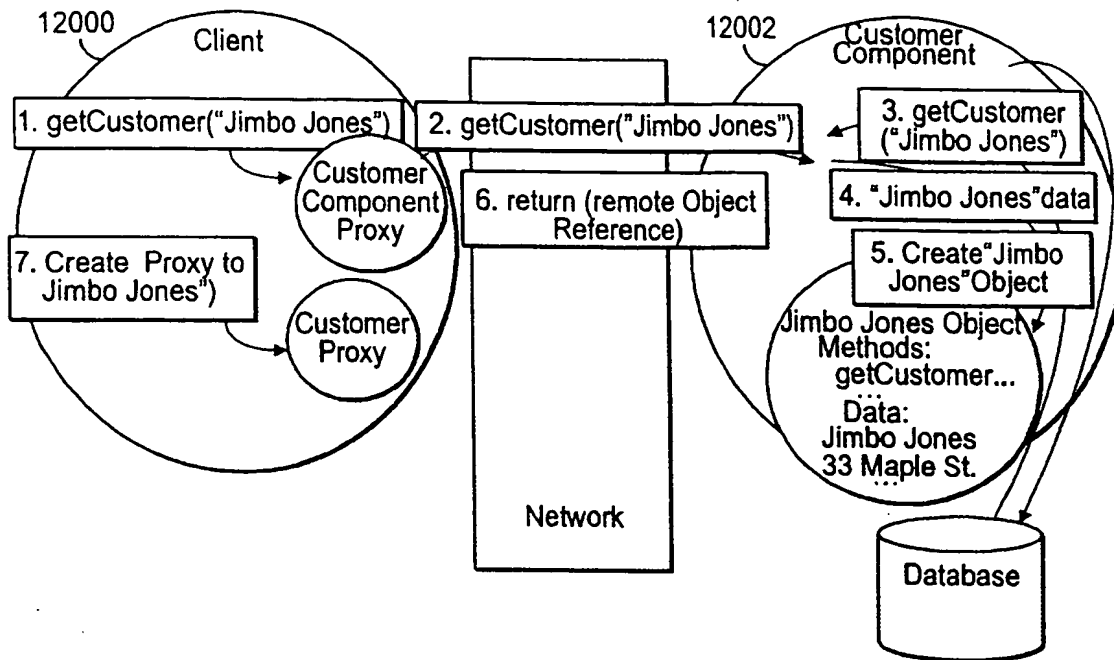 12000
Client
12002
Customer
Component
1. getCustomer("Jimbo Jones")
2. getCustomer("Jimbo Jones")
3. getCustomer
("Jimbo Jones")
Customer
Component
Proxy
6. return (remote Object
Reference)
4. "Jimbo Jones"data
7. Create Proxy to
Jimbo Jones")
5. Create"Jimbo
Jones"Object
Customer
Proxy
Jimbo Jones Object
Methods:
getCustomer...
...
Data:
Jimbo Jones
33 Maple St.
...
Network
Database